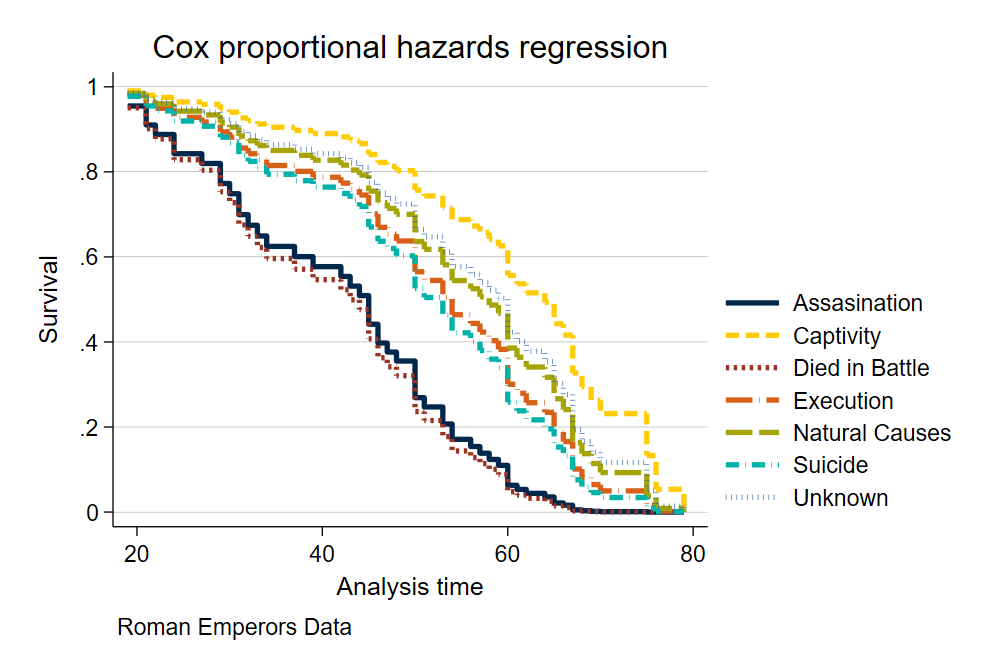 Cox proportional hazards regression
Survival
1
.8
.6
.4
.2
0
20 40 60 80
Analysis time
Assasination
Captivity
Died in Battle
Execution
Natural Causes
Suicide
Unknown
Roman Emperors Data